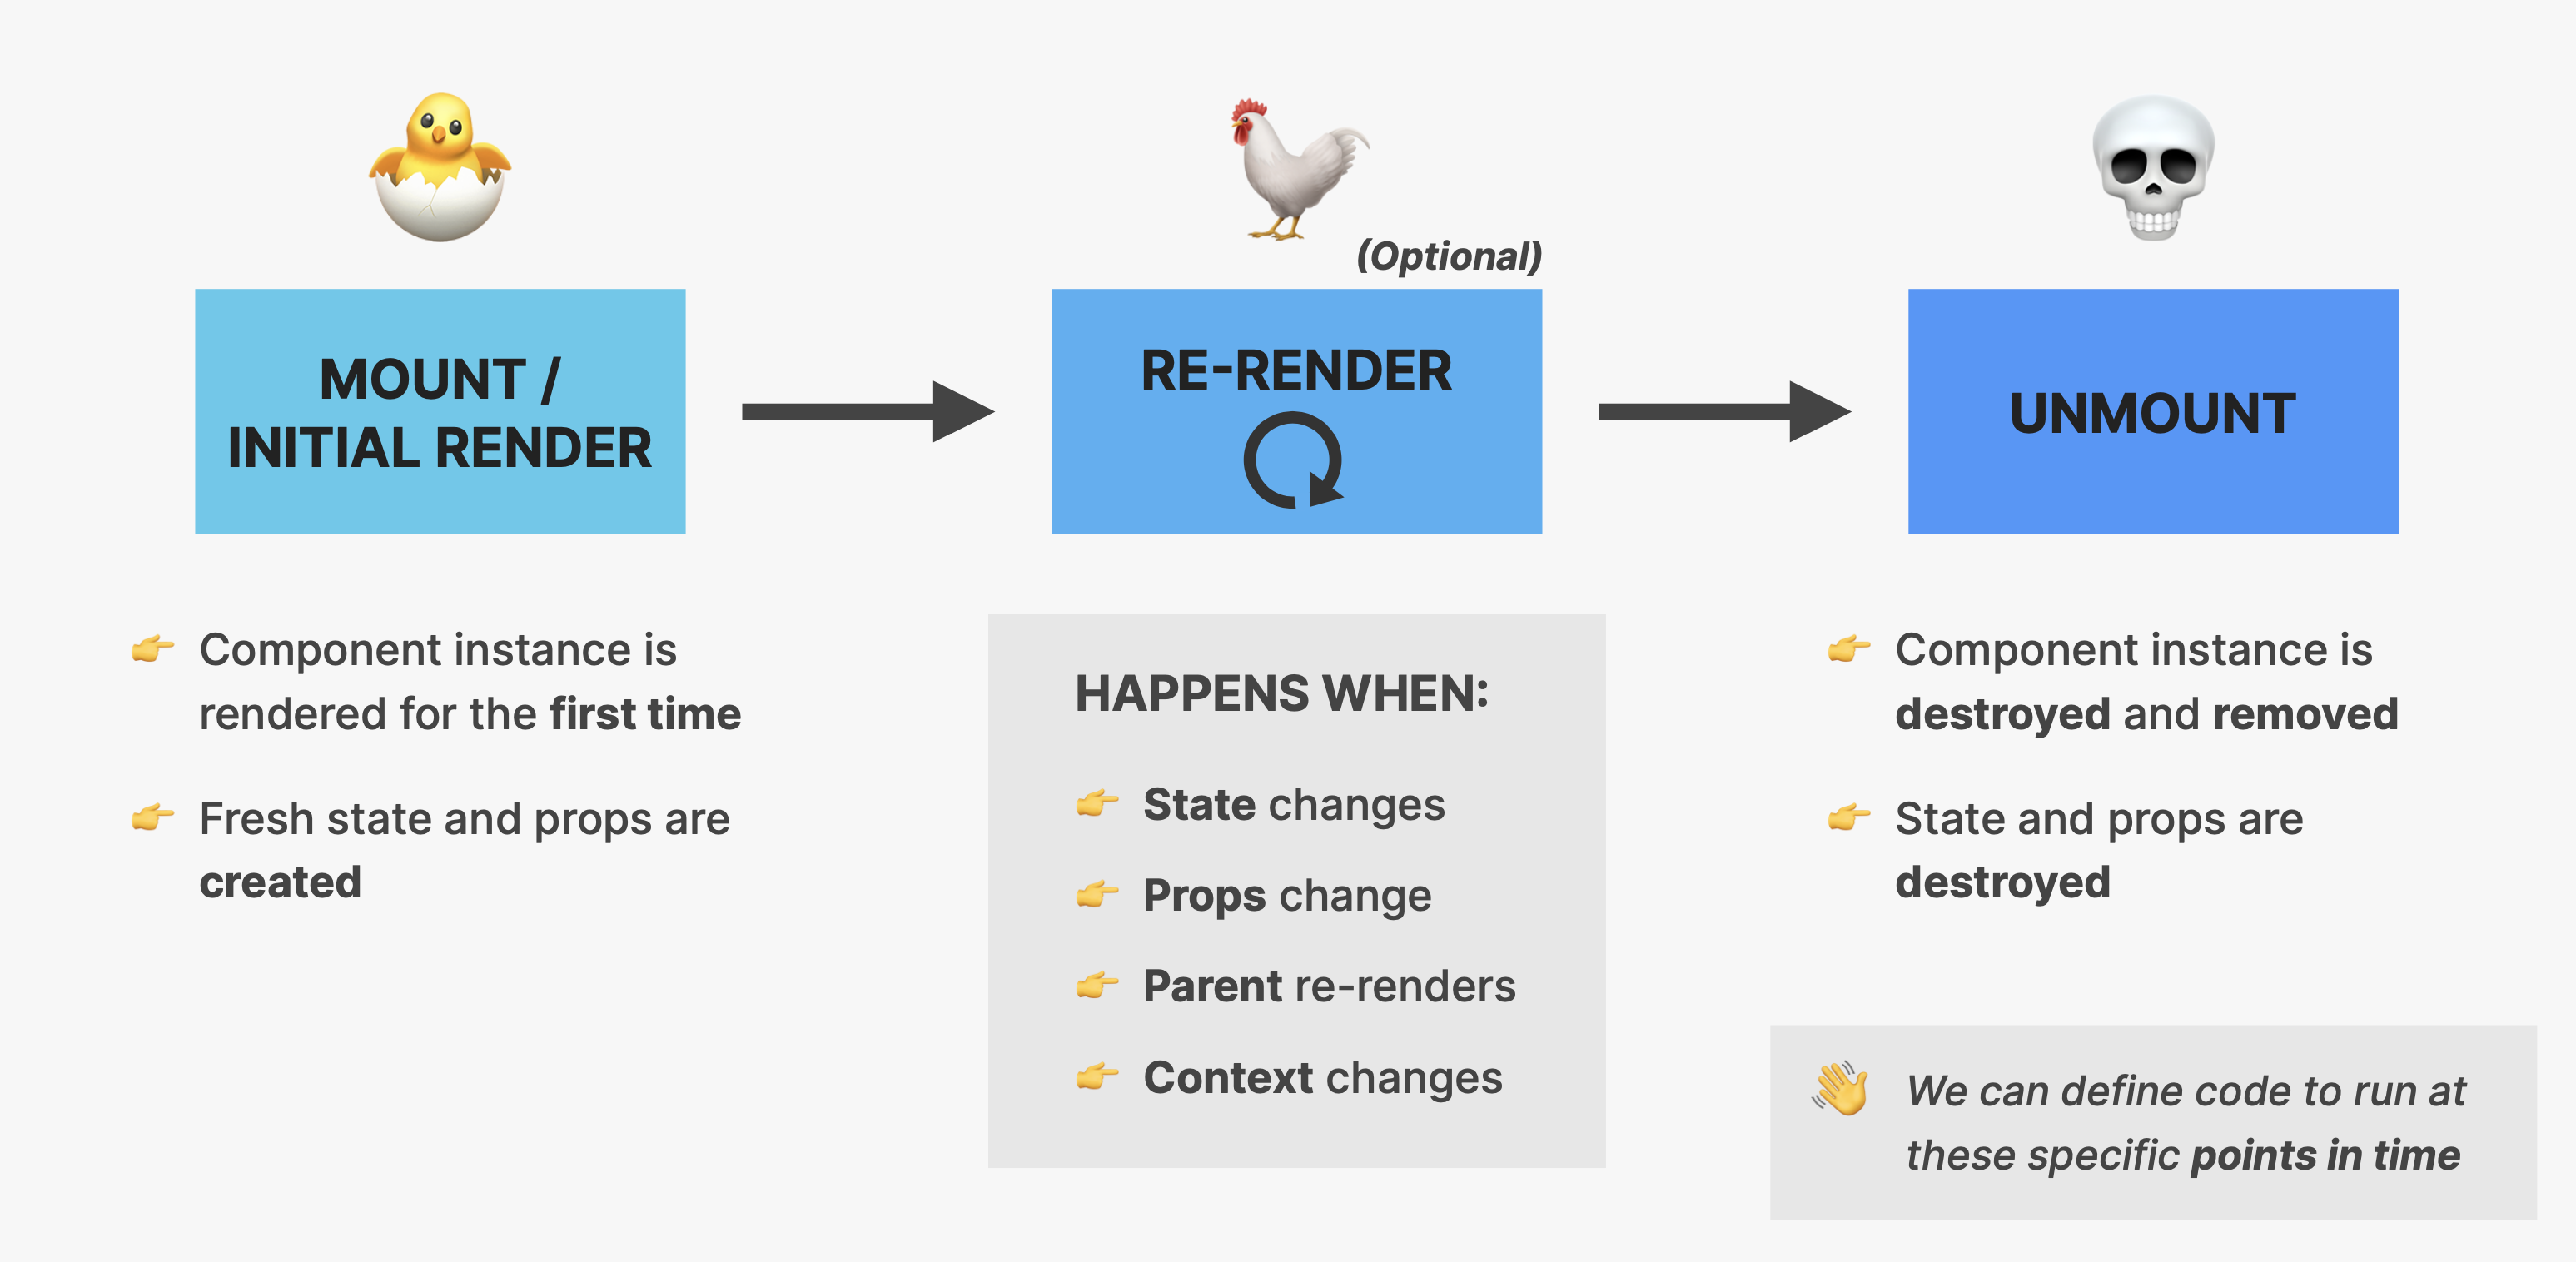 (Optional)
MOUNT /
INITIAL RENDER
RE-RENDER
UNMOUNT
Component instance is
rendered for the first time
Fresh state and props are
created
HAPPENS WHEN:
State changes
Props change
Parent re-renders
Context changes
Component instance is
destroyed and removed
State and props are
destroyed
We can define code to run at
these specific points in time